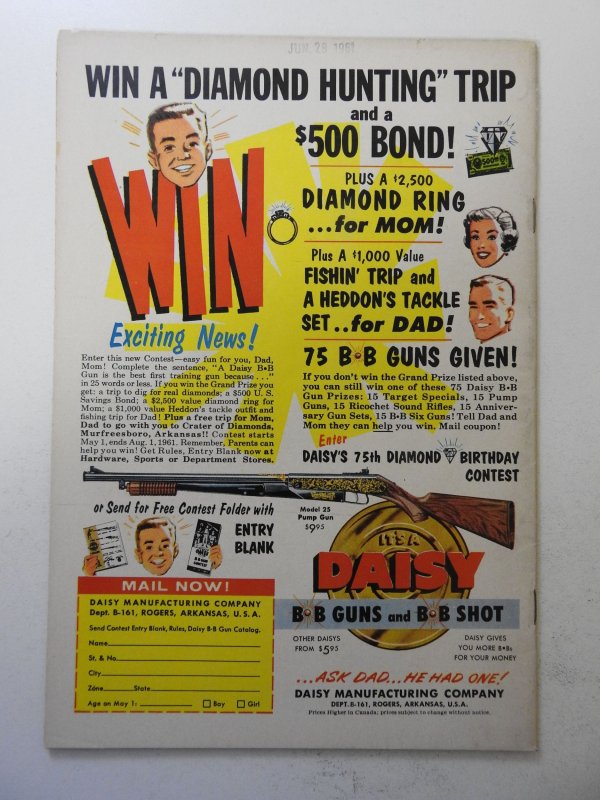 JUN. 29 1961
WIN A "DIAMOND HUNTING" TRIP
and a
$500 BOND!
WIN
PLUS A $2,500
DIAMOND RING
...for MOM!
Plus A $1,000 Value
FISHIN' TRIP and
A HEDDON'S TACKLE
SET..for DAD!
Exciting News!
Enter this new Contest—easy fun for you, Dad,
Mom! Complete the sentence, "A Daisy B•B
Gun is the best first training gun because . . ."
in 25 words or less. If you win the Grand Prize you
get: a trip to dig for real diamonds; a $500 U. S.
Savings Bond; a $2,500 value diamond ring for
Mom; a $1,000 value Heddon's tackle outfit and
fishing trip for Dad! Plus a free trip for Mom,
Dad to go with you to Crater of Diamonds,
Murfreesboro, Arkansas!! Contest starts
May 1, ends Aug. 1, 1961. Remember, Parents can
help you win! Get Rules, Entry Blank now at
Hardware, Sports or Department Stores.
75 B•B GUNS GIVEN!
If you don't win the Grand Prize listed above,
you can still win one of these 75 Daisy B•B
Gun Prizes: 15 Target Specials, 15 Pump
Guns, 15 Ricochet Sound Rifles, 15 Anniver-
sary Gun Sets, 15 B•B Six Guns! Tell Dad and
Mom they can help you win. Mail coupon!
Enter
DAISY'S 75th DIAMOND BIRTHDAY
CONTEST
or Send for Free Contest Folder with
ENTRY
BLANK
Model 25
Pump Gun
$9.95
IT'S A
DAISY
B•B GUNS and B•B SHOT
OTHER DAISYS
FROM $5.95
DAISY GIVES
YOU MORE B•Bs
FOR YOUR MONEY
...ASK DAD...HE HAD ONE!
DAISY MANUFACTURING COMPANY
DEPT. B-161, ROGERS, ARKANSAS, U.S.A.
Prices Higher in Canada; prices subject to change without notice.
MAIL NOW!
DAISY MANUFACTURING COMPANY
Dept. B-161, ROGERS, ARKANSAS, U. S. A.
Send Contest Entry Blank, Rules, Daisy B-B Gun Catalog.
Name
St. & No.
City
Zone State
Age on May 1: Boy Girl